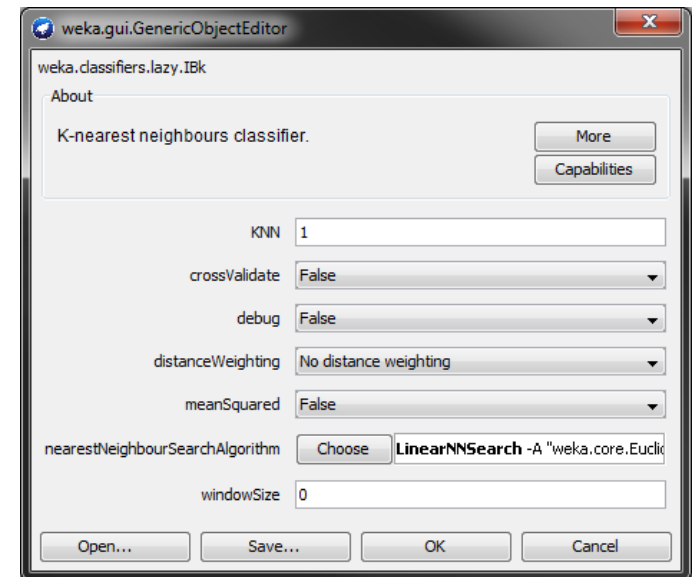 weka.gui.GenericObjectEditor
weka.classifiers.lazy.IBk
About
K-nearest neighbours classifier.
More
Capabilities
KNN 1
crossValidate False
debug False
distanceWeighting No distance weighting
meanSquared False
nearestNeighbourSearchAlgorithm Choose LinearNNSearch -A "weka.core.Euclid
windowSize 0
Open... Save... OK Cancel